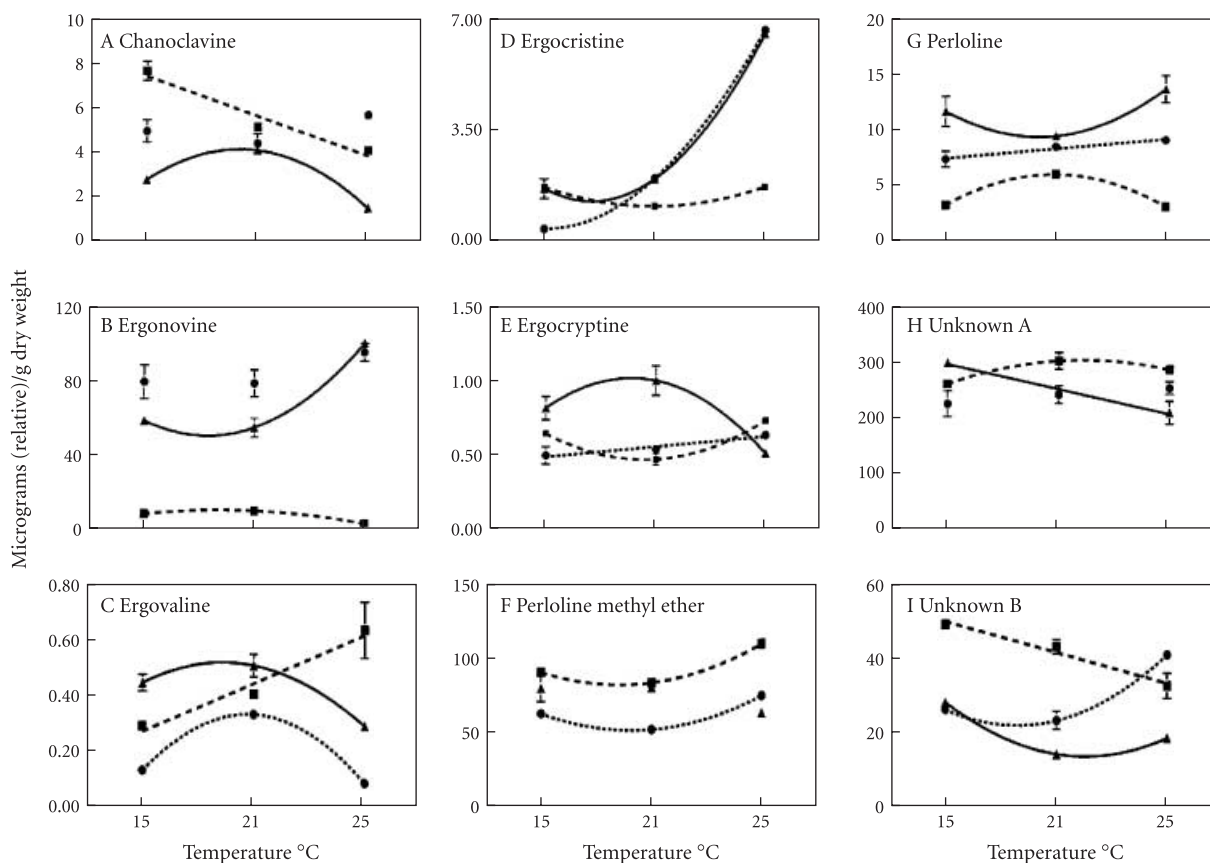 Micrograms (relative)/g dry weight
A Chanoclavine
10
8
6
4
2
0
D Ergocristine
7.00
3.50
0.00
G Perloline
20
15
10
5
0
B Ergonovine
120
80
40
0
E Ergocryptine
1.50
1.00
0.50
0.00
H Unknown A
400
300
200
100
0
C Ergovaline
0.80
0.60
0.40
0.20
0.00
15 21 25
Temperature °C
F Perloline methyl ether
150
100
50
0
15 21 25
Temperature °C
I Unknown B
60
40
20
0
15 21 25
Temperature °C